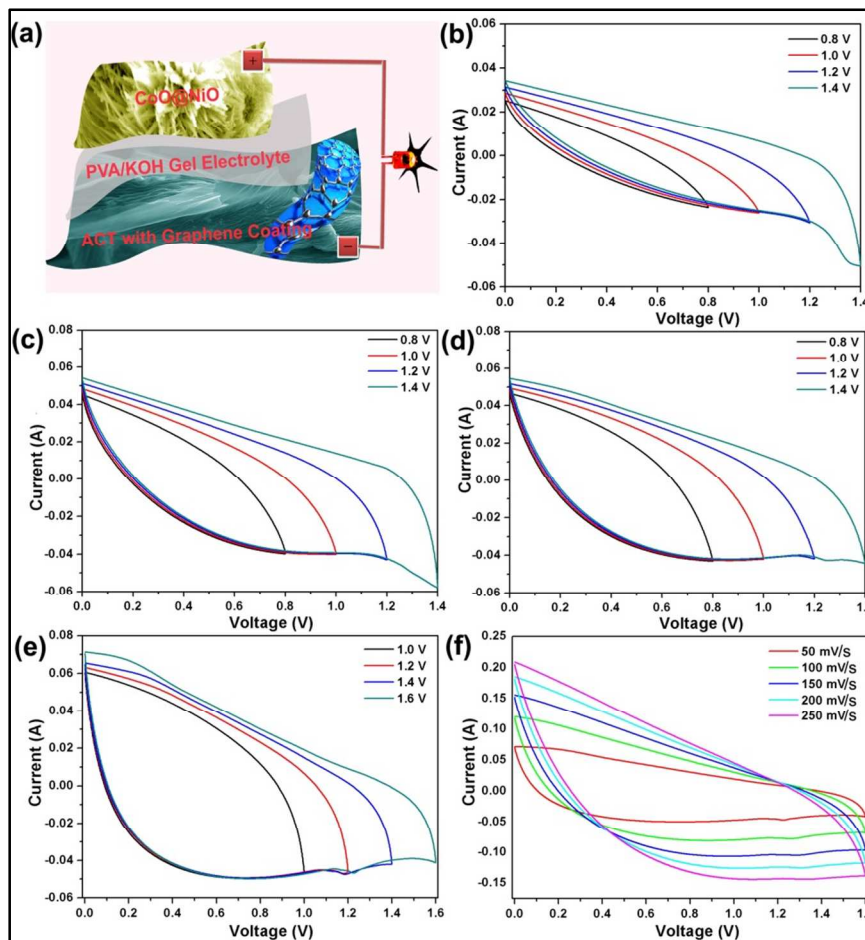 (a)
+
CoO@NiO
PVA/KOH Gel Electrolyte
ACT with Graphene Coating
−
(b)
0.8 V
1.0 V
1.2 V
1.4 V
Current (A)
0.06
0.04
0.02
0.00
-0.02
-0.04
-0.06
0.0 0.2 0.4 0.6 0.8 1.0 1.2 1.4
Voltage (V)
(c)
0.8 V
1.0 V
1.2 V
1.4 V
Current (A)
0.08
0.06
0.04
0.02
0.00
-0.02
-0.04
-0.06
0.0 0.2 0.4 0.6 0.8 1.0 1.2 1.4
Voltage (V)
(d)
0.8 V
1.0 V
1.2 V
1.4 V
Current (A)
0.08
0.06
0.04
0.02
0.00
-0.02
-0.04
-0.06
0.0 0.2 0.4 0.6 0.8 1.0 1.2 1.4
Voltage (V)
(e)
1.0 V
1.2 V
1.4 V
1.6 V
Current (A)
0.08
0.06
0.04
0.02
0.00
-0.02
-0.04
-0.06
0.0 0.2 0.4 0.6 0.8 1.0 1.2 1.4 1.6
Voltage (V)
(f)
50 mV/S
100 mV/S
150 mV/S
200 mV/S
250 mV/S
Current (A)
0.25
0.20
0.15
0.10
0.05
0.00
-0.05
-0.10
-0.15
0.0 0.2 0.4 0.6 0.8 1.0 1.2 1.4 1.6
Voltage (V)